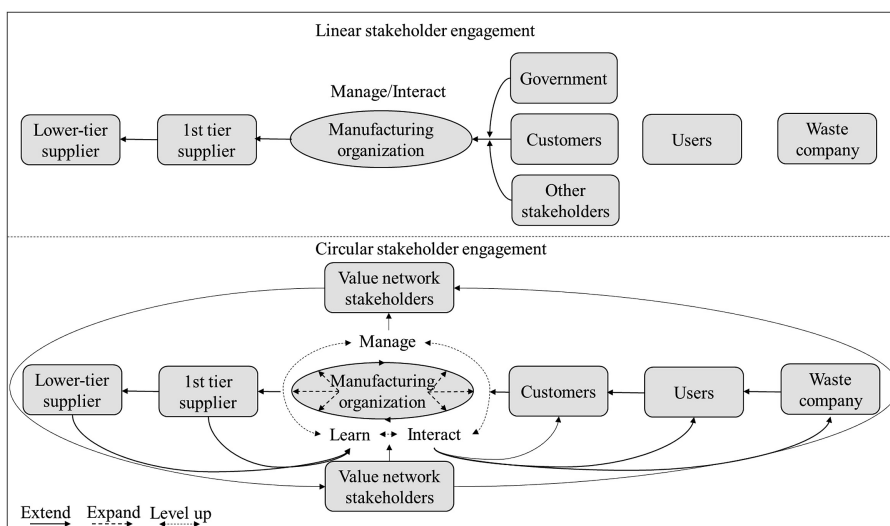 Linear stakeholder engagement
Government
Manage/Interact
Lower-tier
supplier
1st tier
supplier
Manufacturing
organization
Customers
Users
Waste
company
Other
stakeholders
Circular stakeholder engagement
Value network
stakeholders
Manage
Lower-tier
supplier
1st tier
supplier
Manufacturing
organization
Customers
Users
Waste
company
Learn
Interact
Value network
stakeholders
Extend
Expand
Level up